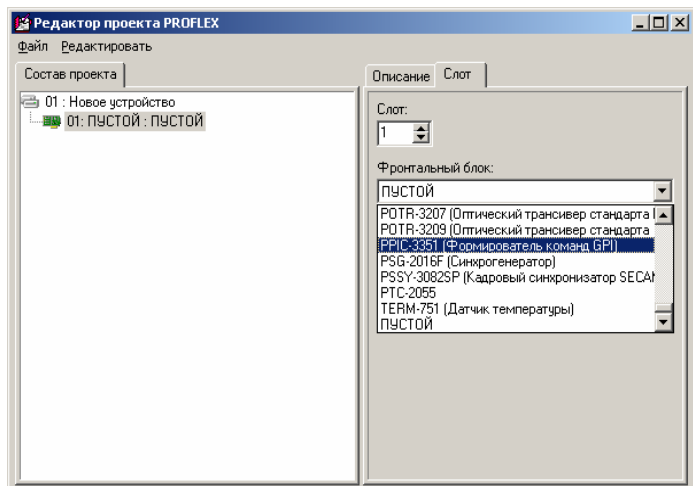 Редактор проекта PROFLEX
Файл Редактировать
Состав проекта
Описание Слот
01 : Новое устройство
01: ПУСТОЙ : ПУСТОЙ
Слот:
1
Фронтальный блок:
ПУСТОЙ
POTR-3207 (Оптический трансивер стандарта
POTR-3209 (Оптический трансивер стандарта
PPIC-3351 (Формирователь команд GPI)
PSG-2016F (Синхрогенератор)
PSSY-3082SP (Кадровый синхронизатор SECAM
PTC-2055
TERM-751 (Датчик температуры)
ПУСТОЙ